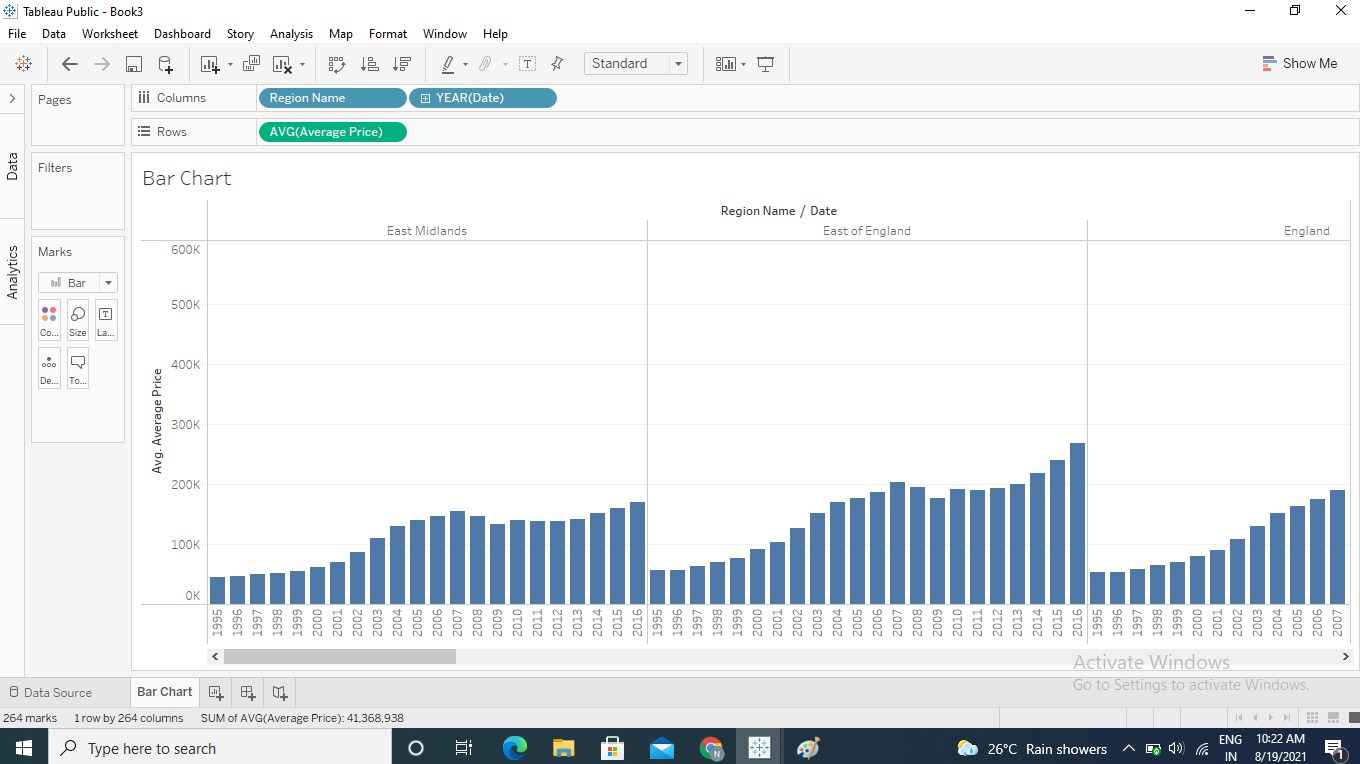 Tableau Public - Book3
File Data Worksheet Dashboard Story Analysis Map Format Window Help
Standard
Show Me
Pages
Columns
Region Name
YEAR(Date)
Rows
AVG(Average Price)
Data
Analytics
Filters
Marks
Bar
Co...
Size
La...
De...
To...
Bar Chart
Region Name / Date
East Midlands
East of England
England
Avg. Average Price
600K
500K
400K
300K
200K
100K
0K
1995 1996 1997 1998 1999 2000 2001 2002 2003 2004 2005 2006 2007 2008 2009 2010 2011 2012 2013 2014 2015 2016
1995 1996 1997 1998 1999 2000 2001 2002 2003 2004 2005 2006 2007 2008 2009 2010 2011 2012 2013 2014 2015 2016
1995 1996 1997 1998 1999 2000 2001 2002 2003 2004 2005 2006 2007
Activate Windows
Go to Settings to activate Windows.
Data Source
Bar Chart
264 marks 1 row by 264 columns SUM of AVG(Average Price): 41,368,938
Type here to search
N
26°C Rain showers
ENG
IN
10:22 AM
8/19/2021
1